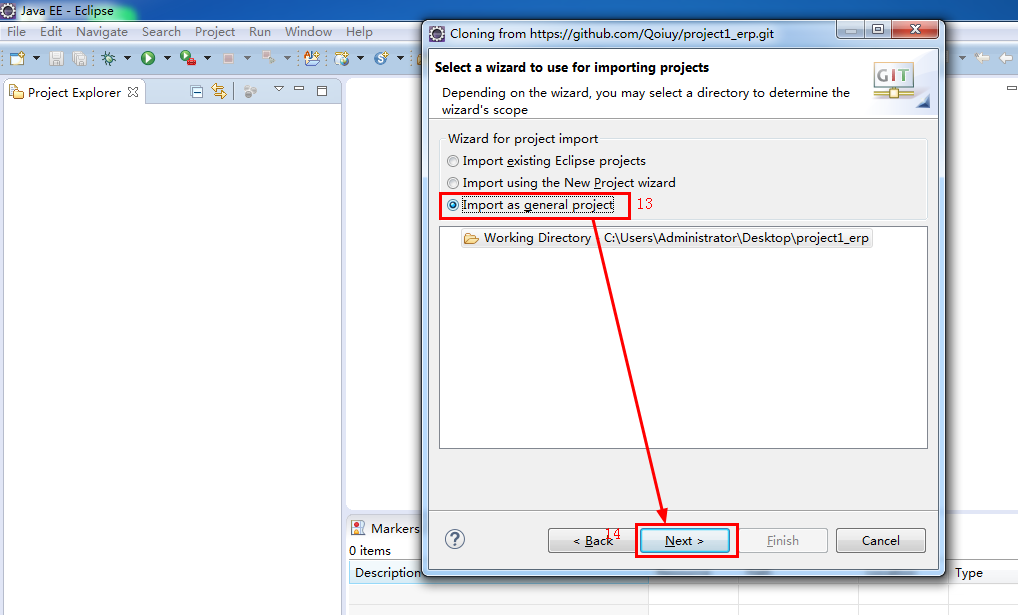 Java EE - Eclipse
File Edit Navigate Search Project Run Window Help
Project Explorer
Cloning from https://github.com/Qoiuy/project1_erp.git
Select a wizard to use for importing projects
Depending on the wizard, you may select a directory to determine the
wizard's scope
GIT
Wizard for project import
Import existing Eclipse projects
Import using the New Project wizard
Import as general project 13
Working Directory - C:\Users\Administrator\Desktop\project1_erp
14
< Back Next > Finish Cancel
Markers
0 items
Description Type